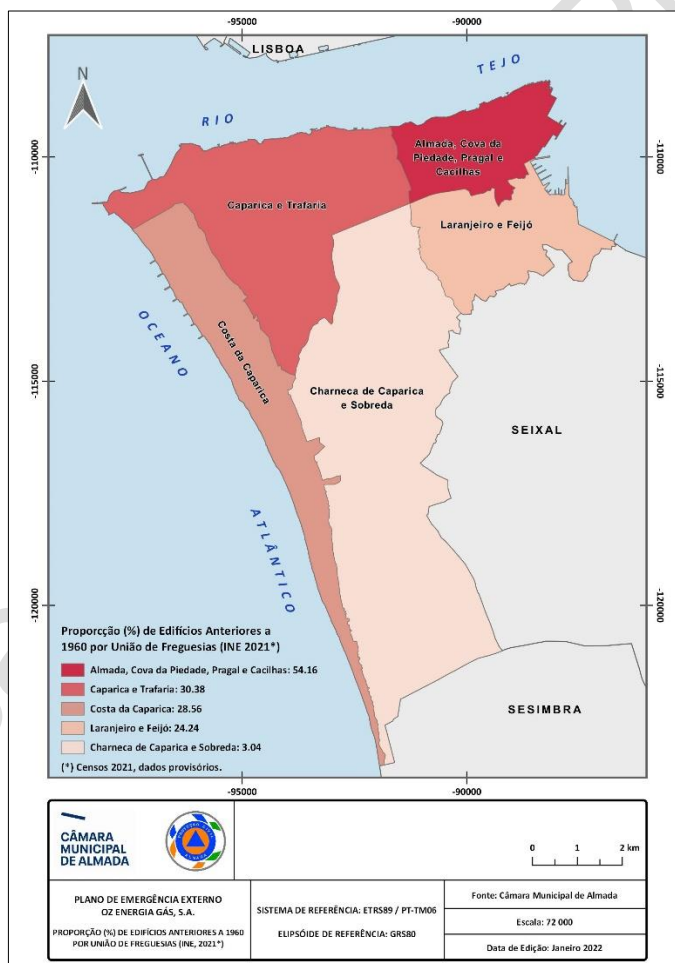 -95000
-90000
LISBOA
TEJO
N
RIO
-110000
-110000
Almada, Cova da
Piedade, Pragal e
Cacilhas
Caparica e Trafaria
Laranjeiro e Feijó
OCEANO
Costa da Caparica
-115000
-115000
Charneca de Caparica
e Sobreda
SEIXAL
ATLÂNTICO
-120000
-120000
Proporcção (%) de Edifícios Anteriores a
1960 por União de Freguesias (INE 2021*)
Almada, Cova da Piedade, Pragal e Cacilhas: 54.16
Caparica e Trafaria: 30.38
Costa da Caparica: 28.56
Laranjeiro e Feijó: 24.24
Charneca de Caparica e Sobreda: 3.04
(*) Censos 2021, dados provisórios.
SESIMBRA
-95000
-90000
CÂMARA
MUNICIPAL
DE ALMADA
0 1 2 km
PLANO DE EMERGÊNCIA EXTERNO
OZ ENERGIA GÁS, S.A.
PROPORÇÃO (%) DE EDIFÍCIOS ANTERIORES A 1960
POR UNIÃO DE FREGUESIAS (INE, 2021*)
SISTEMA DE REFERÊNCIA: ETRS89 / PT-TM06
ELIPSÓIDE DE REFERÊNCIA: GRS80
Fonte: Câmara Municipal de Almada
Escala: 72 000
Data de Edição: Janeiro 2022